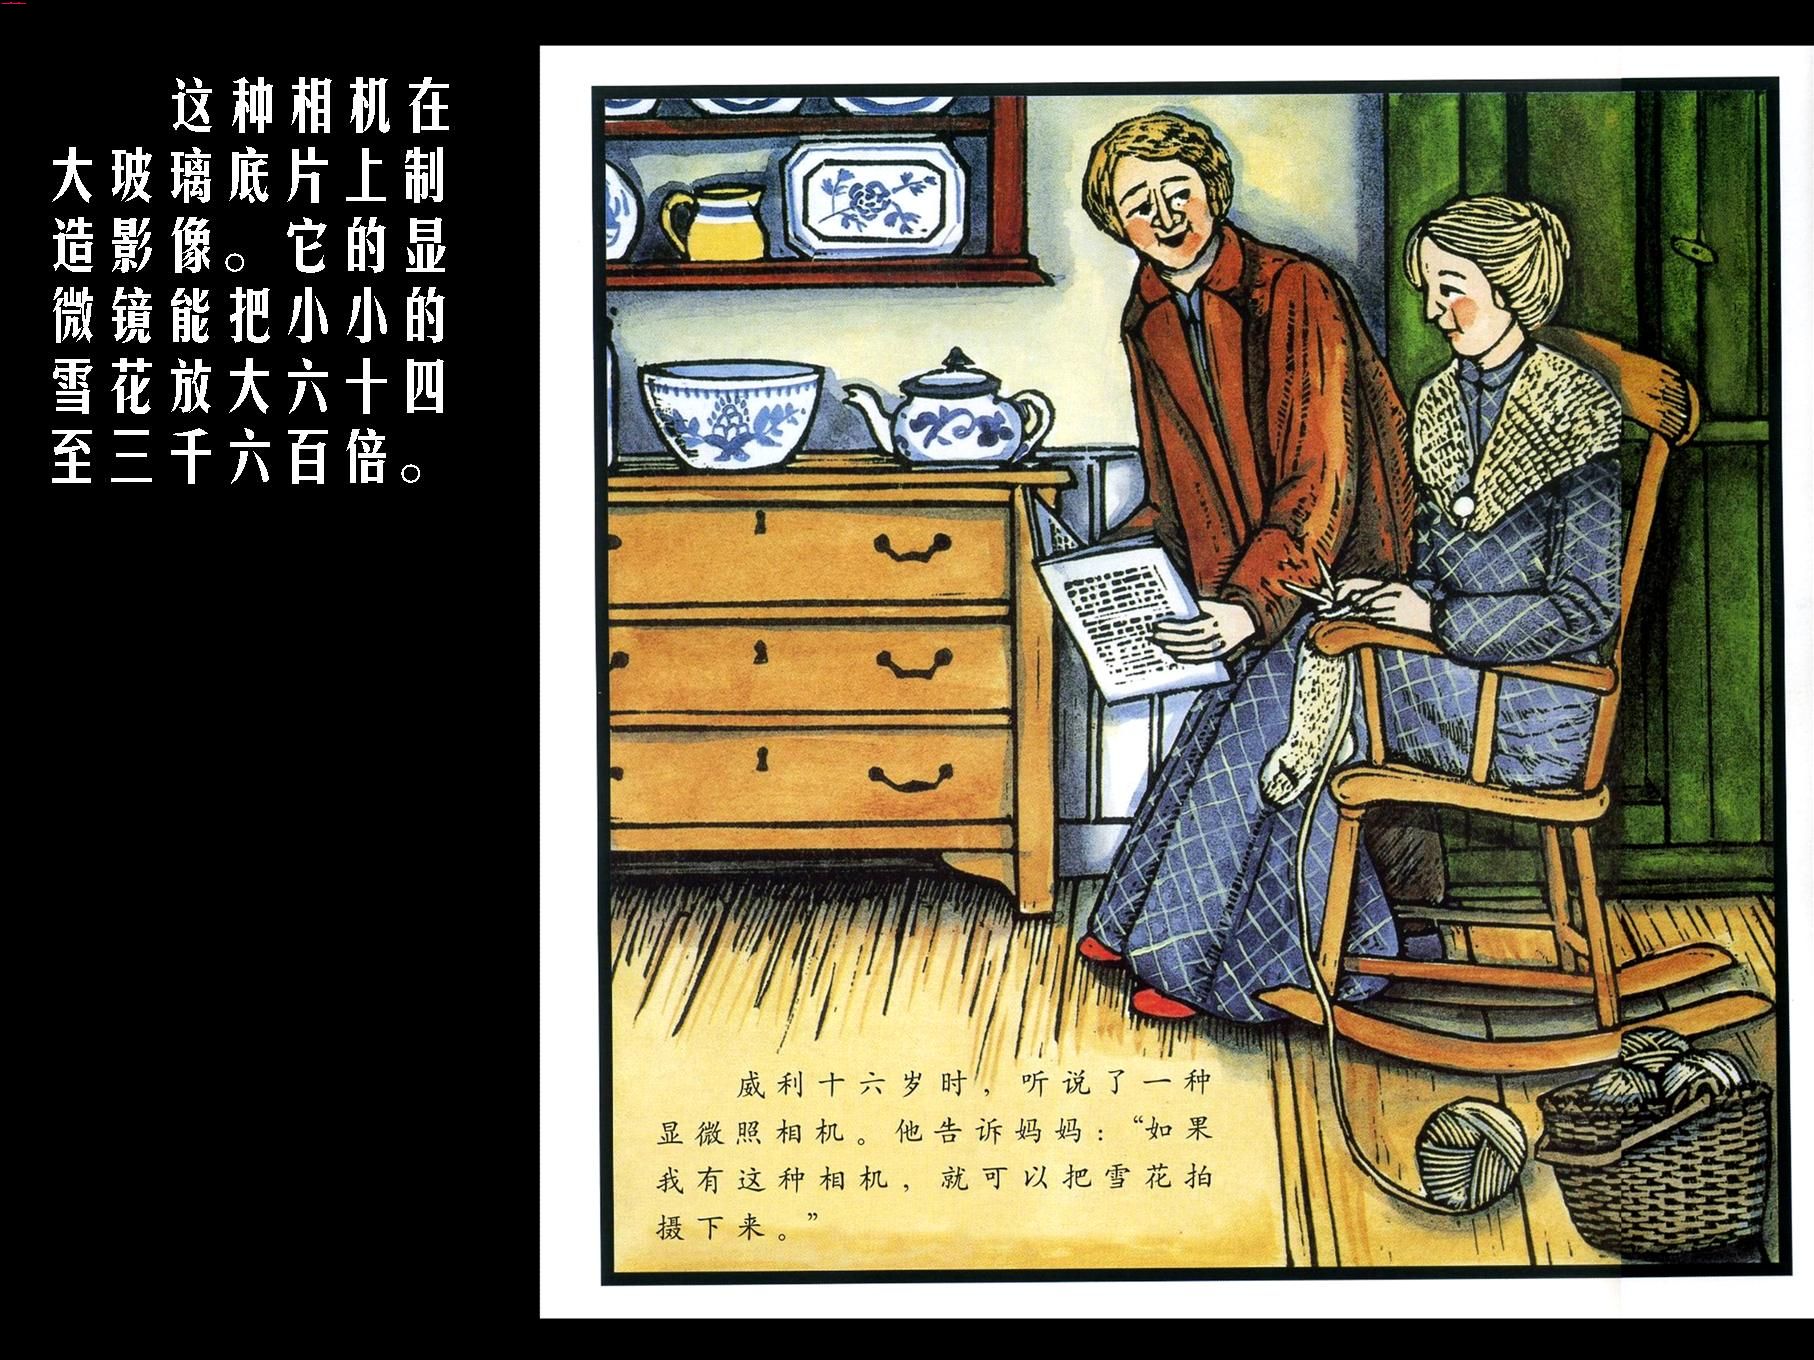 这种相机在
大玻璃底片上制
造影像。它的显
微镜能把小小的
雪花放大六十四
至三千六百倍。
威利十六岁时，听说了一种
显微照相机。他告诉妈妈：“如果
我有这种相机，就可以把雪花拍
摄下来。”